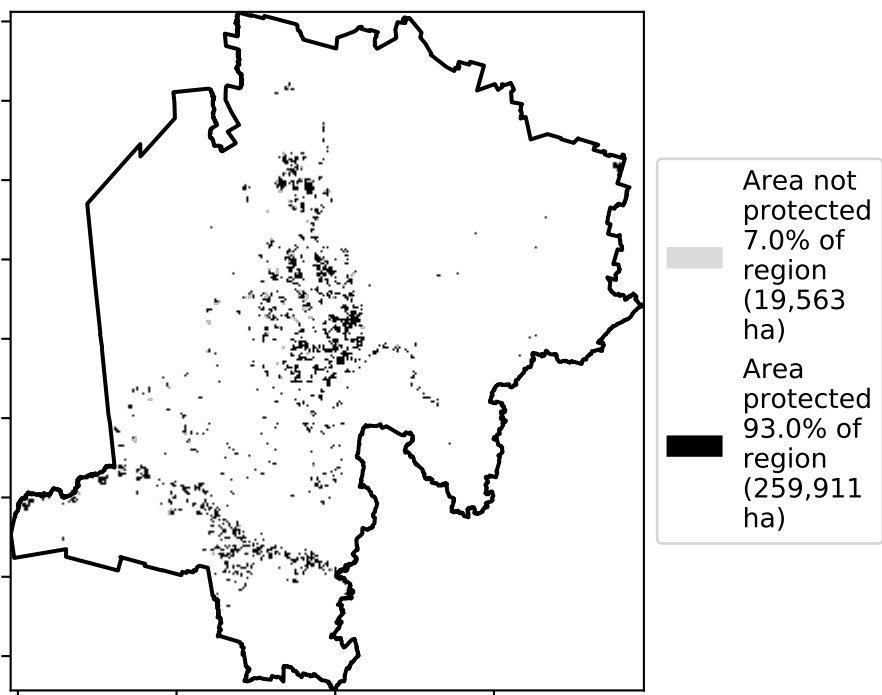 Area not
protected
7.0% of
region
(19,563
ha)
Area
protected
93.0% of
region
(259,911
ha)